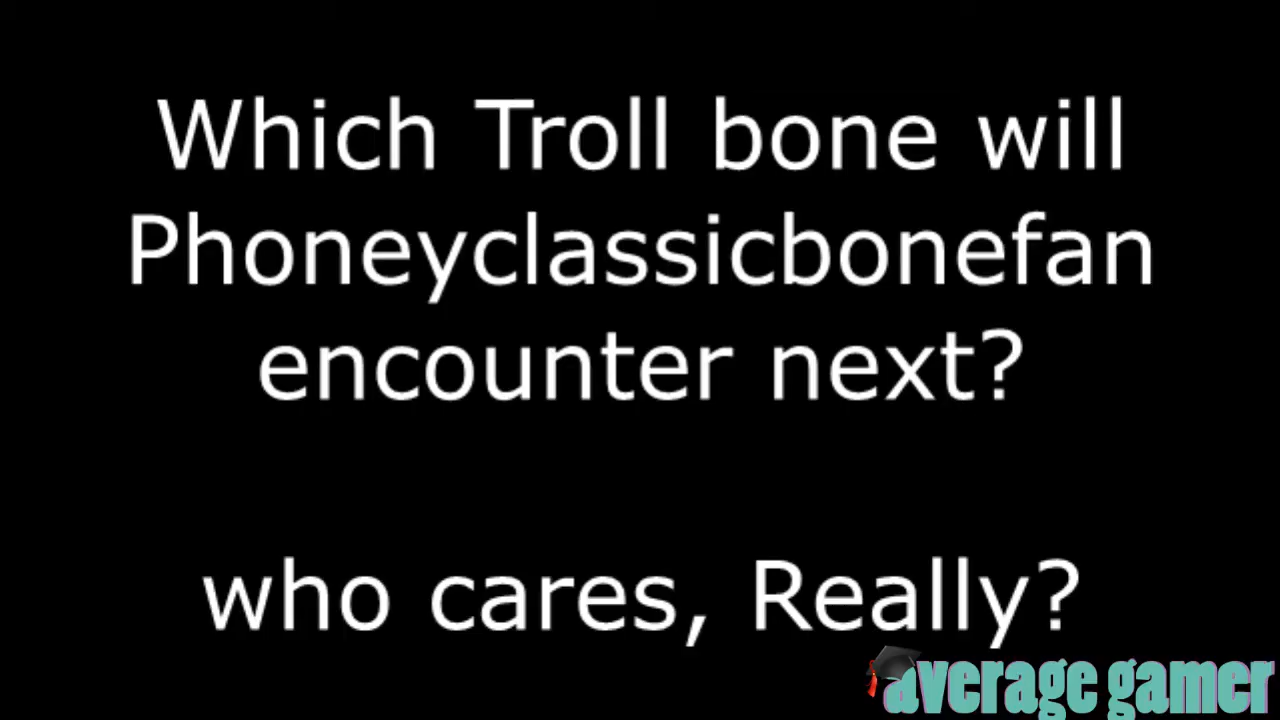 Which Troll bone will
Phoneyclassicbonefan
encounter next?
who cares, Really?
average gamer